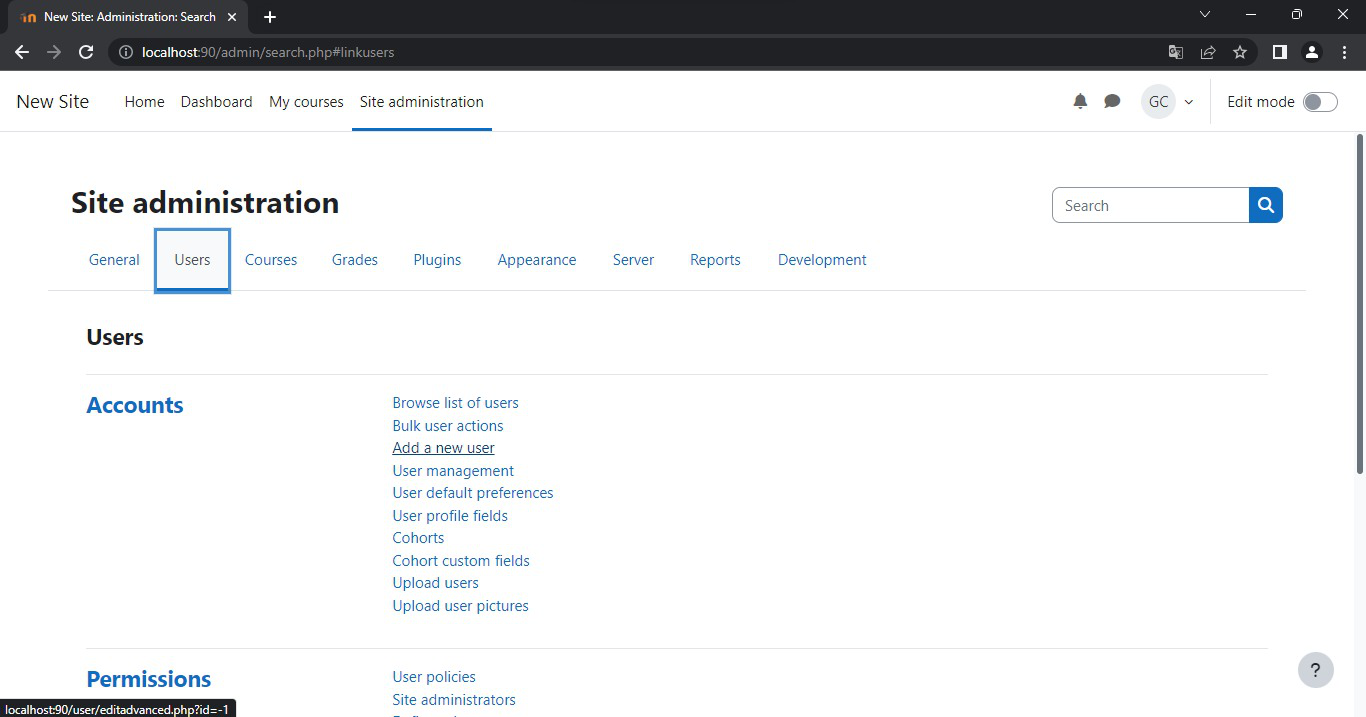 New Site: Administration: Search
localhost:90/admin/search.php#linkusers
New Site Home Dashboard My courses Site administration GC Edit mode
Site administration
Search
General Users Courses Grades Plugins Appearance Server Reports Development
Users
Accounts
Browse list of users
Bulk user actions
Add a new user
User management
User default preferences
User profile fields
Cohorts
Cohort custom fields
Upload users
Upload user pictures
Permissions
User policies
Site administrators
?
localhost:90/user/editadvanced.php?id=-1